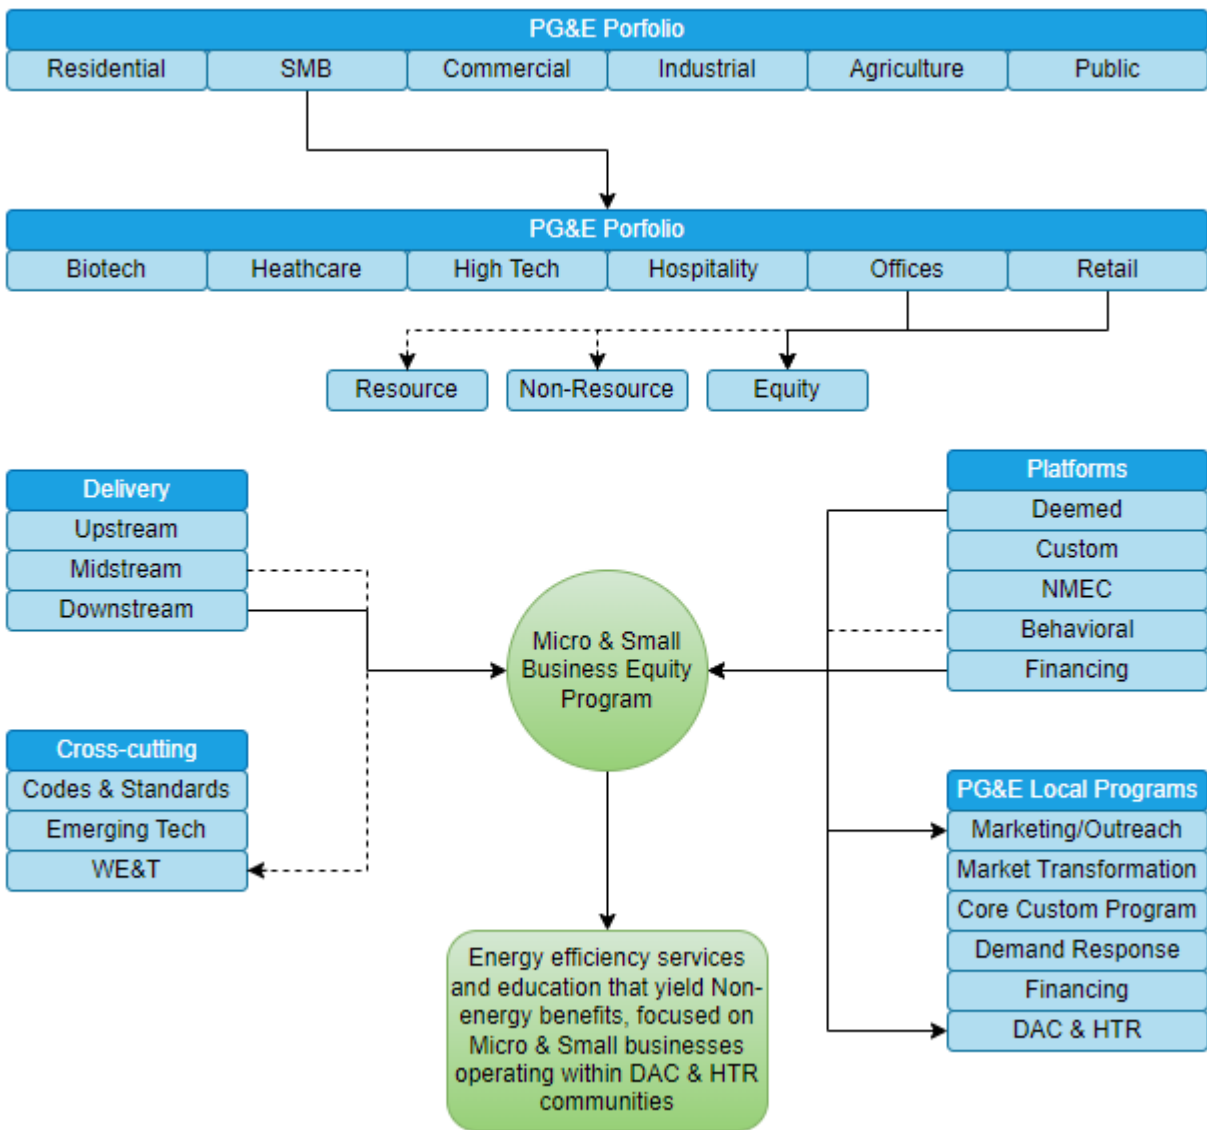 PG&E Porfolio
Residential
SMB
Commercial
Industrial
Agriculture
Public
PG&E Porfolio
Biotech
Heathcare
High Tech
Hospitality
Offices
Retail
Resource
Non-Resource
Equity
Delivery
Upstream
Midstream
Downstream
Platforms
Deemed
Custom
NMEC
Behavioral
Financing
Micro & Small
Business Equity
Program
Cross-cutting
Codes & Standards
Emerging Tech
WE&T
PG&E Local Programs
Marketing/Outreach
Market Transformation
Core Custom Program
Demand Response
Financing
DAC & HTR
Energy efficiency services
and education that yield Non-
energy benefits, focused on
Micro & Small businesses
operating within DAC & HTR
communities